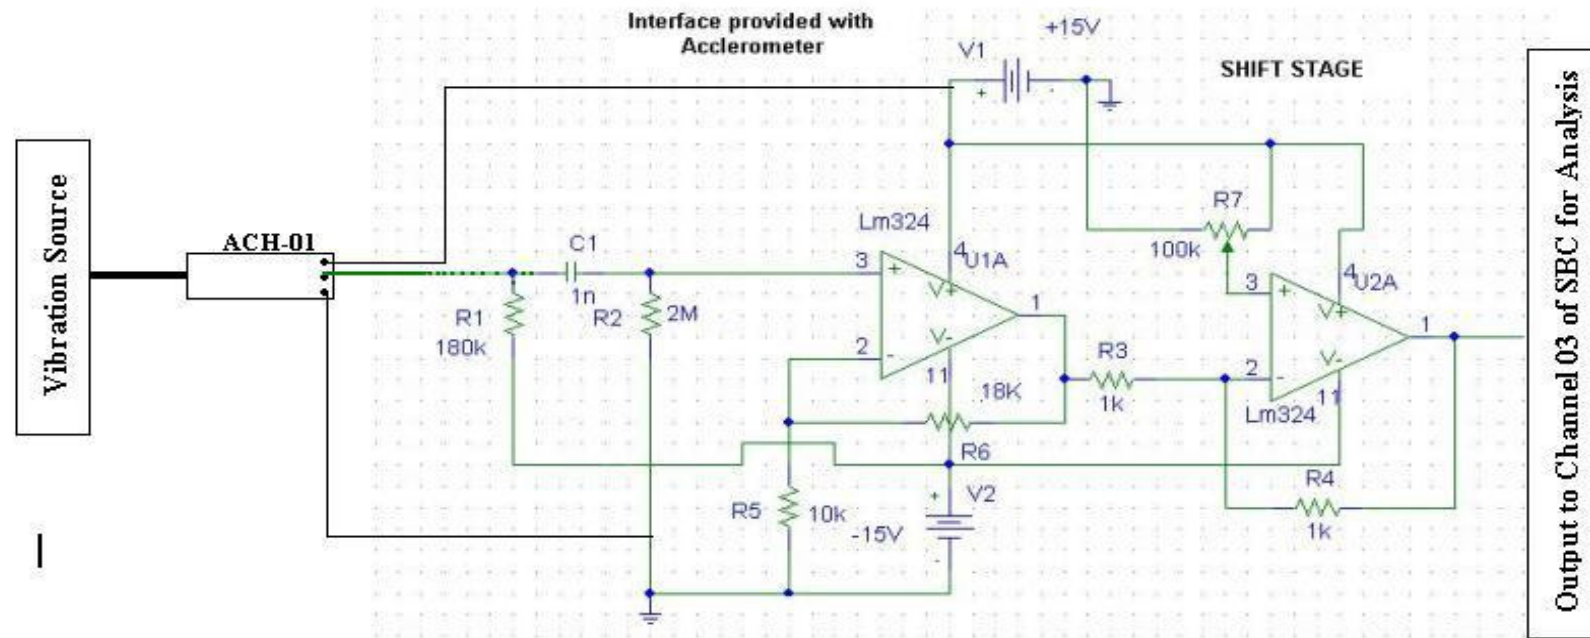 Interface provided with
Acclerometer
V1
+15V
+
-
SHIFT STAGE
Vibration Source
ACH-01
C1
1n
R1
180k
R2
2M
Lm324
3
+
4
U1A
V+
V-
2
-
11
1
18K
R6
R5
10k
V2
+
-15V
-
R3
1k
R7
100k
3
+
4
U2A
V+
V-
2
-
11
1
Lm324
R4
1k
Output to Channel 03 of SBC for Analysis